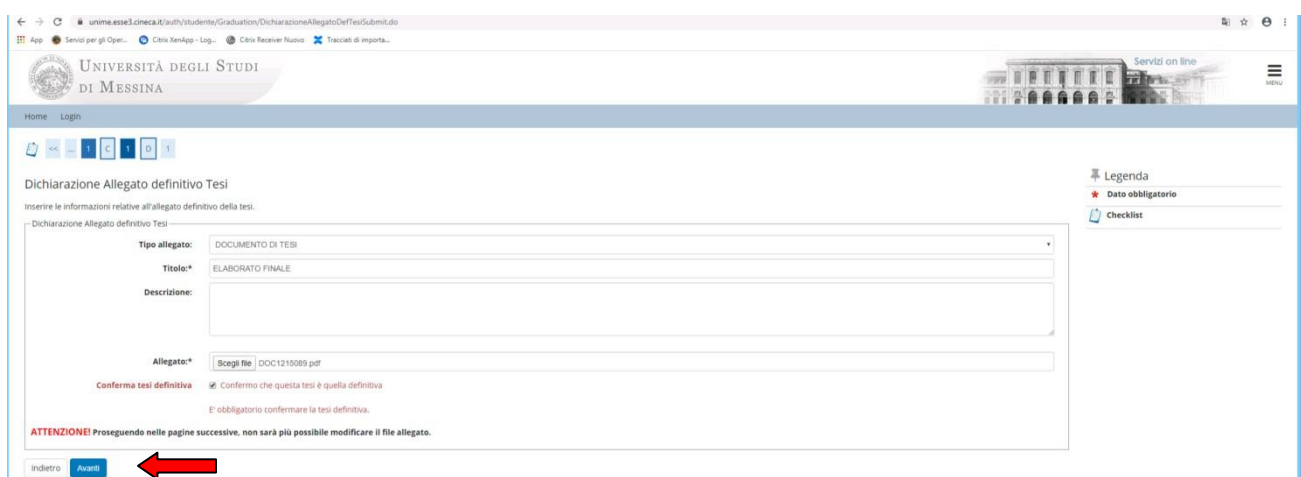 unime.esse3.cineca.it/auth/studente/Graduation/DichiarazioneAllegatoDefTesiSubmit.do
App Servizi per gli Oper... Citrix XenApp - Log... Citrix Receiver Nuovo Tracciati di importa...
UNIVERSITÀ DEGLI STUDI
DI MESSINA
Servizi on line
MENU
Home Login
<< ... 1 C 1 D 1
Dichiarazione Allegato definitivo Tesi
Inserire le informazioni relative all'allegato definitivo della tesi.
Dichiarazione Allegato definitivo Tesi
Tipo allegato: DOCUMENTO DI TESI
Titolo:* ELABORATO FINALE
Descrizione:
Allegato:* Scegli file DOC1215089.pdf
Conferma tesi definitiva Confermo che questa tesi è quella definitiva
E' obbligatorio confermare la tesi definitiva.
ATTENZIONE! Proseguendo nelle pagine successive, non sarà più possibile modificare il file allegato.
Indietro Avanti
Legenda
* Dato obbligatorio
Checklist